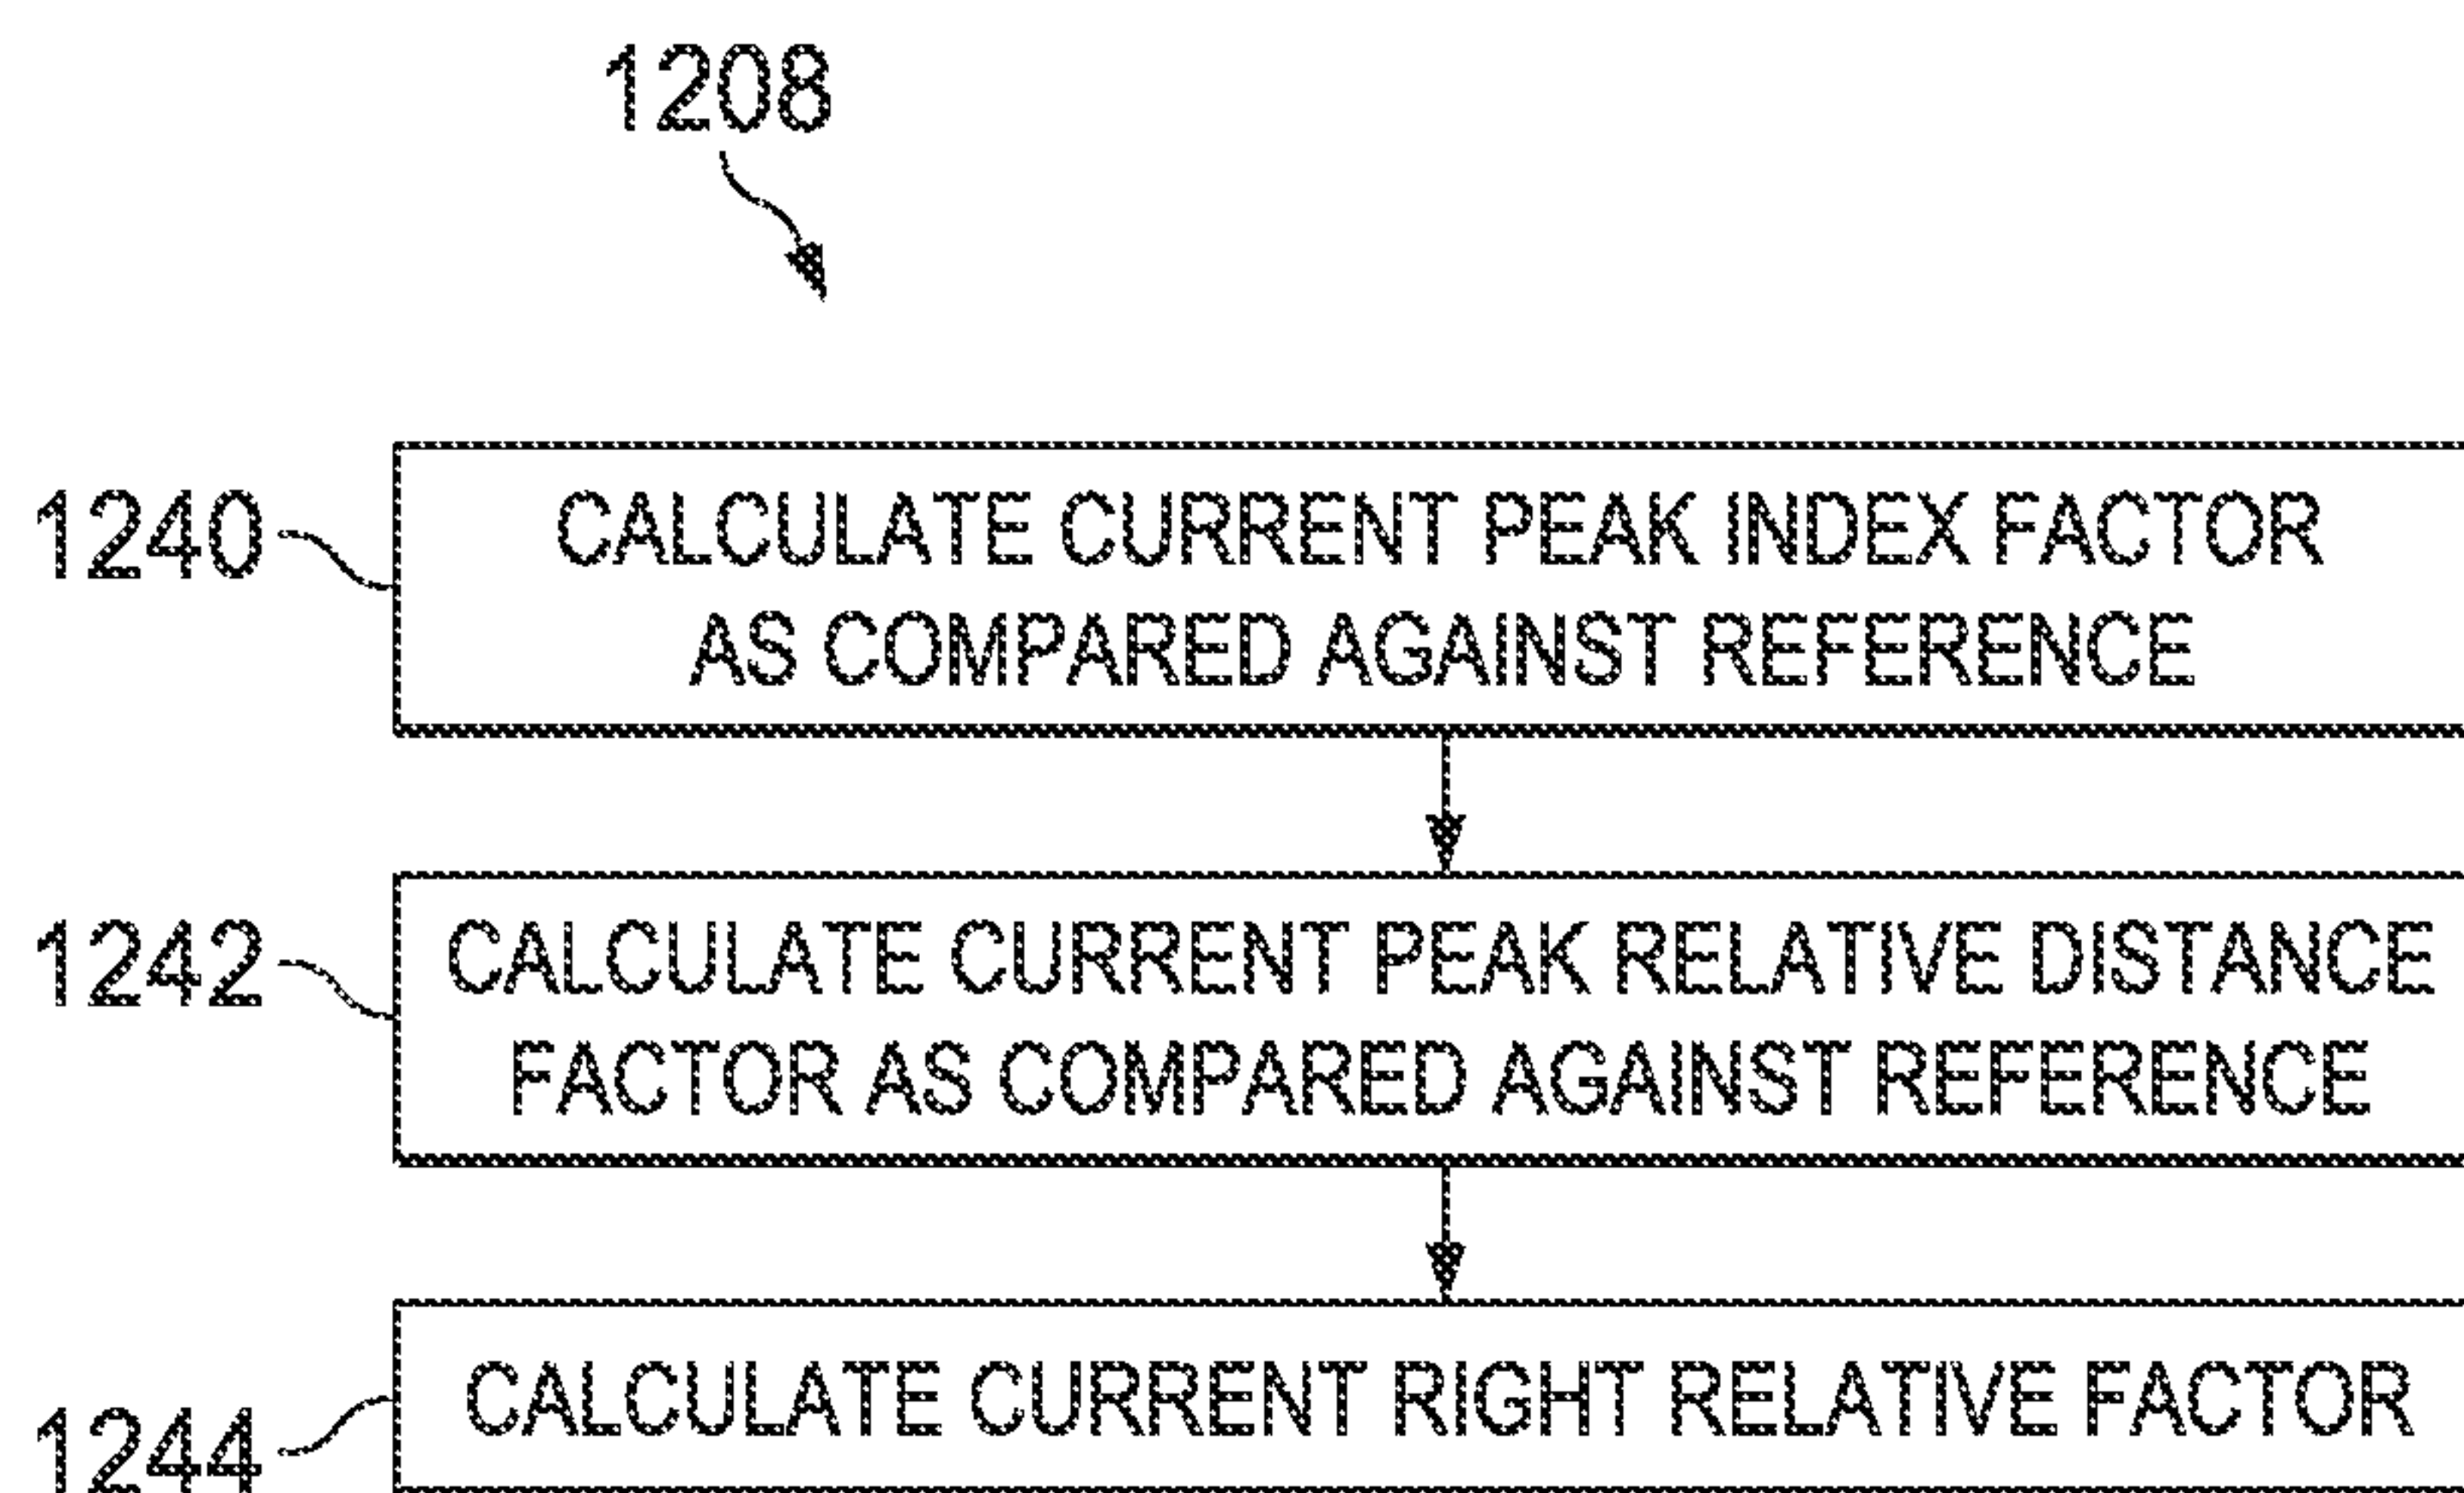 1208
1240
CALCULATE CURRENT PEAK INDEX FACTOR
AS COMPARED AGAINST REFERENCE
1242
CALCULATE CURRENT PEAK RELATIVE DISTANCE
FACTOR AS COMPARED AGAINST REFERENCE
1244
CALCULATE CURRENT RIGHT RELATIVE FACTOR